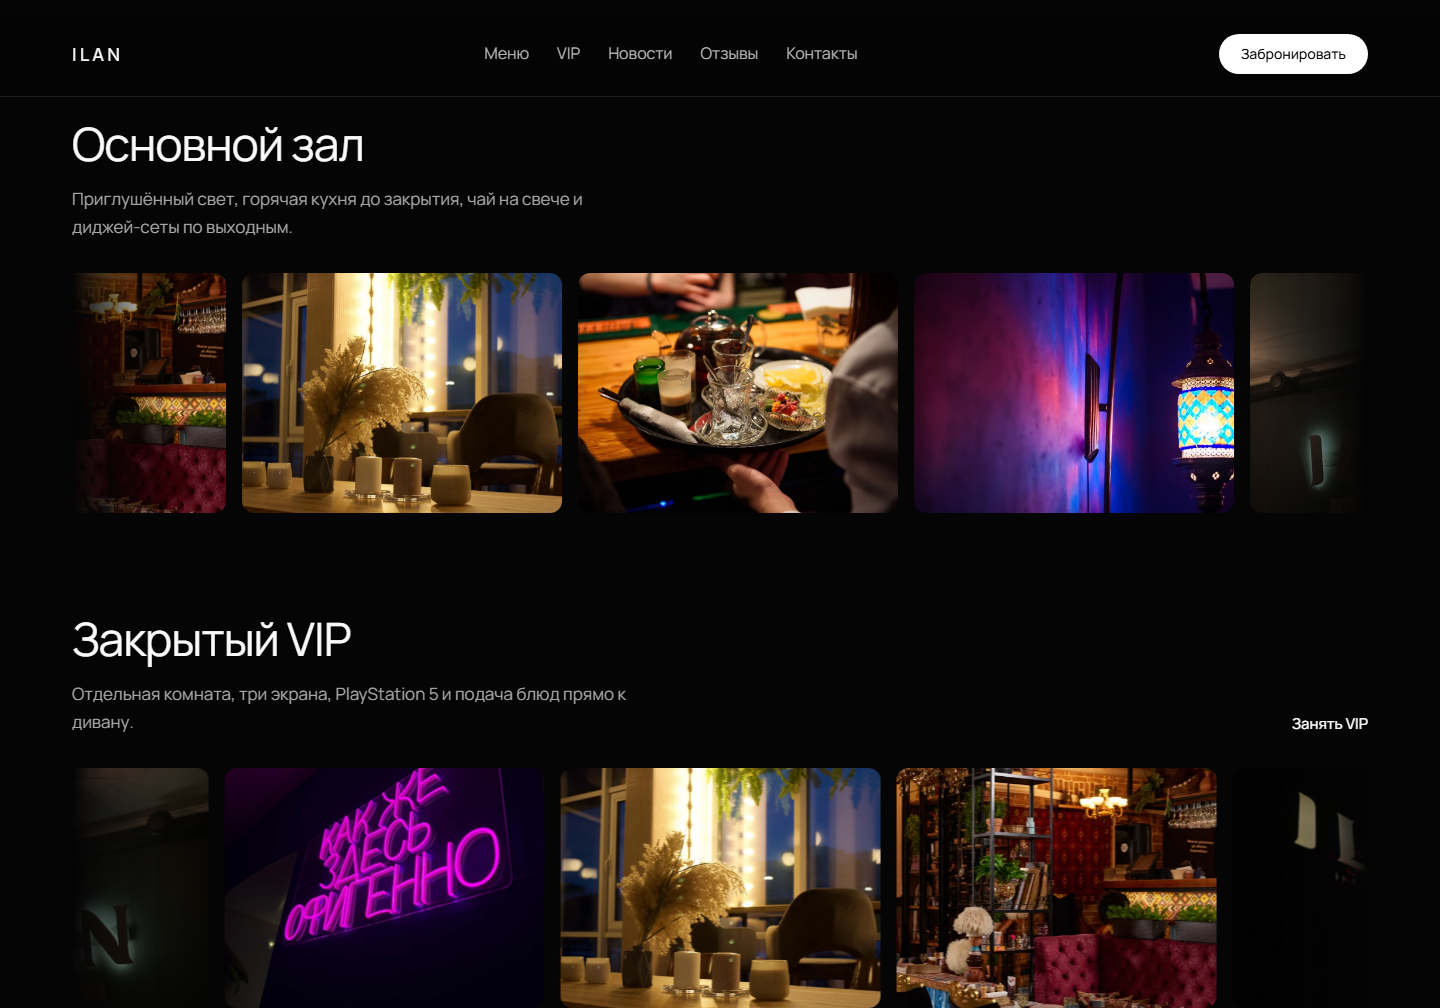 ILAN
Меню
VIP
Новости
Отзывы
Контакты
Забронировать
Основной зал
Приглушённый свет, горячая кухня до закрытия, чай на свече и
диджей-сеты по выходным.
Закрытый VIP
Отдельная комната, три экрана, PlayStation 5 и подача блюд прямо к
дивану.
Занять VIP
N
КАК ЖЕ
ЗДЕСЬ
ОФИГЕННО